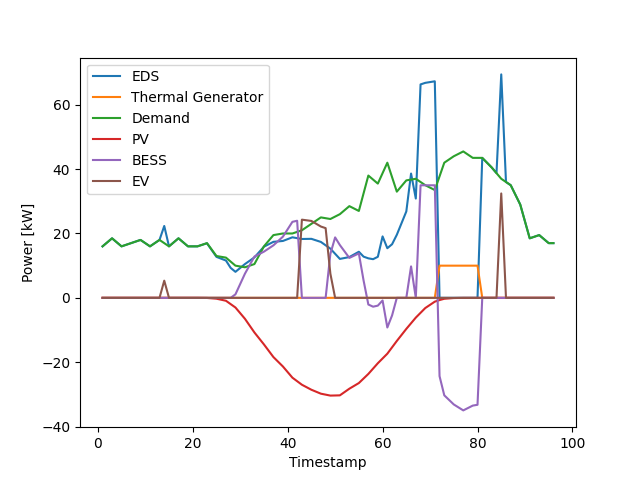 EDS
Thermal Generator
Demand
PV
BESS
EV
Power [kW]
60
40
20
0
−20
−40
0 20 40 60 80 100
Timestamp